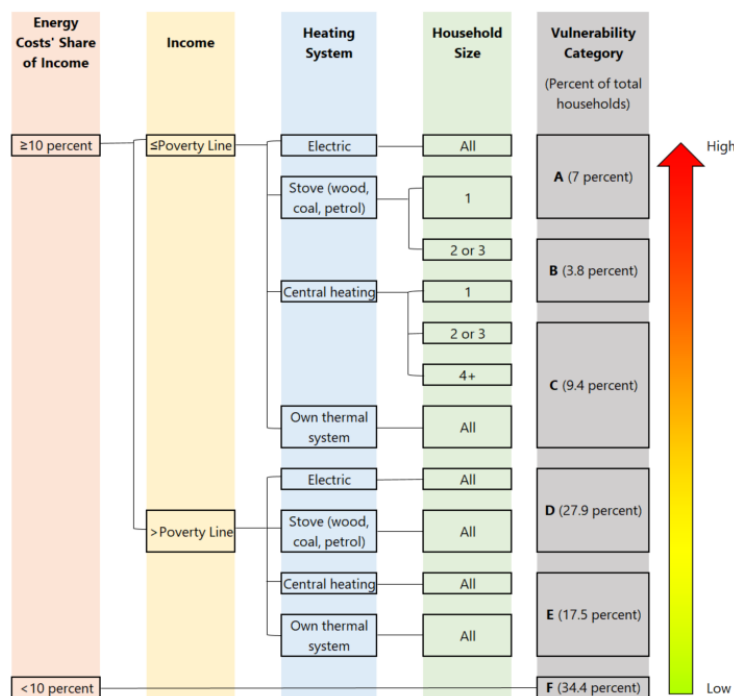 Energy
Costs' Share
of Income
Income
Heating
System
Household
Size
Vulnerability
Category
(Percent of total
households)
≥10 percent
≤Poverty Line
Electric
All
A (7 percent)
High
Stove (wood,
coal, petrol)
1
2 or 3
B (3.8 percent)
Central heating
1
2 or 3
4+
C (9.4 percent)
Own thermal
system
All
>Poverty Line
Electric
All
D (27.9 percent)
Stove (wood,
coal, petrol)
All
Central heating
All
E (17.5 percent)
Own thermal
system
All
<10 percent
F (34.4 percent)
Low